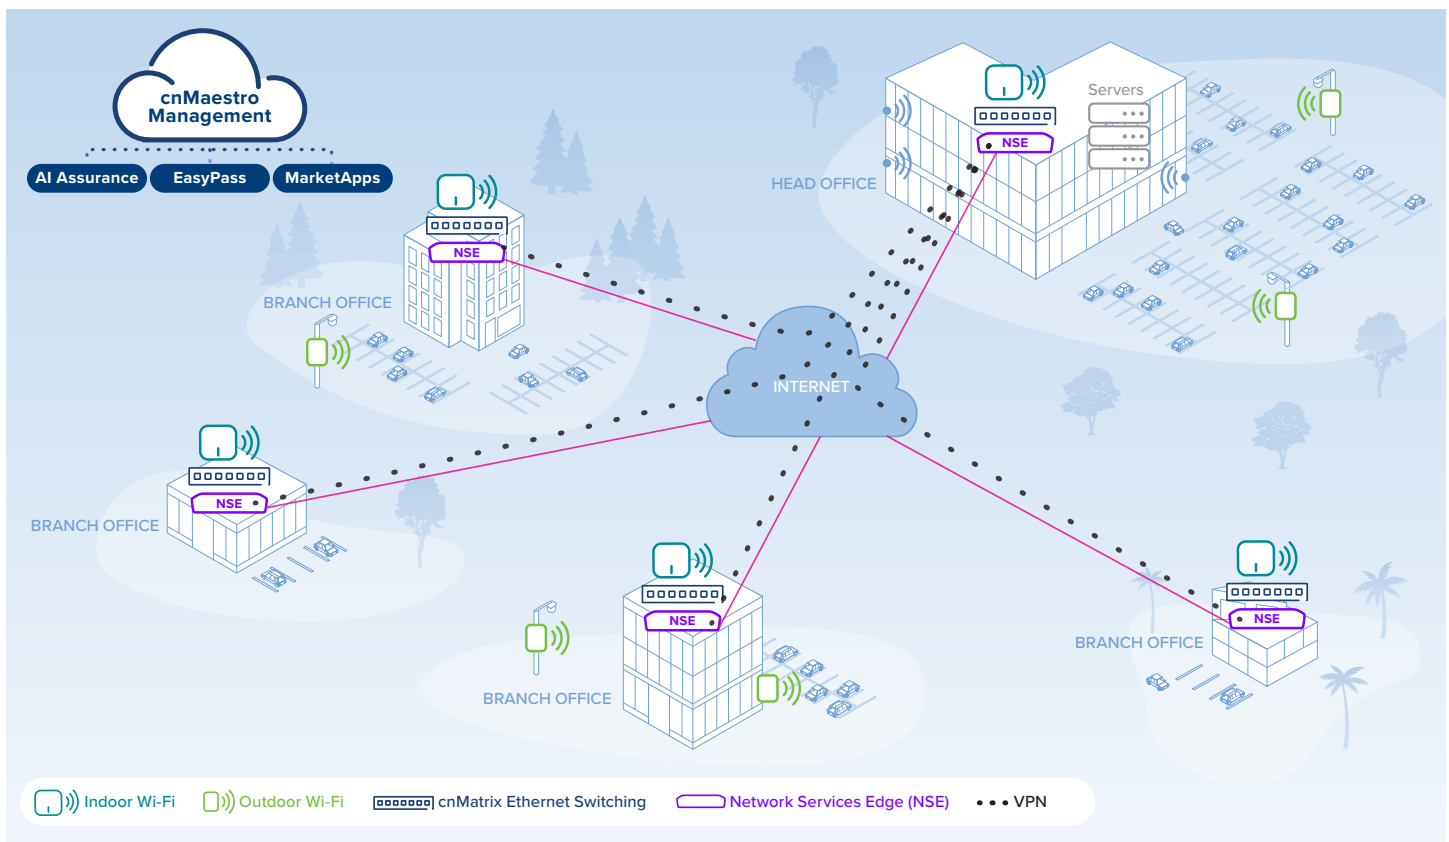 cnMaestro
Management
AI Assurance
EasyPass
MarketApps
Servers
NSE
HEAD OFFICE
NSE
BRANCH OFFICE
INTERNET
NSE
BRANCH OFFICE
NSE
BRANCH OFFICE
NSE
BRANCH OFFICE
Indoor Wi-Fi
Outdoor Wi-Fi
cnMatrix Ethernet Switching
Network Services Edge (NSE)
VPN